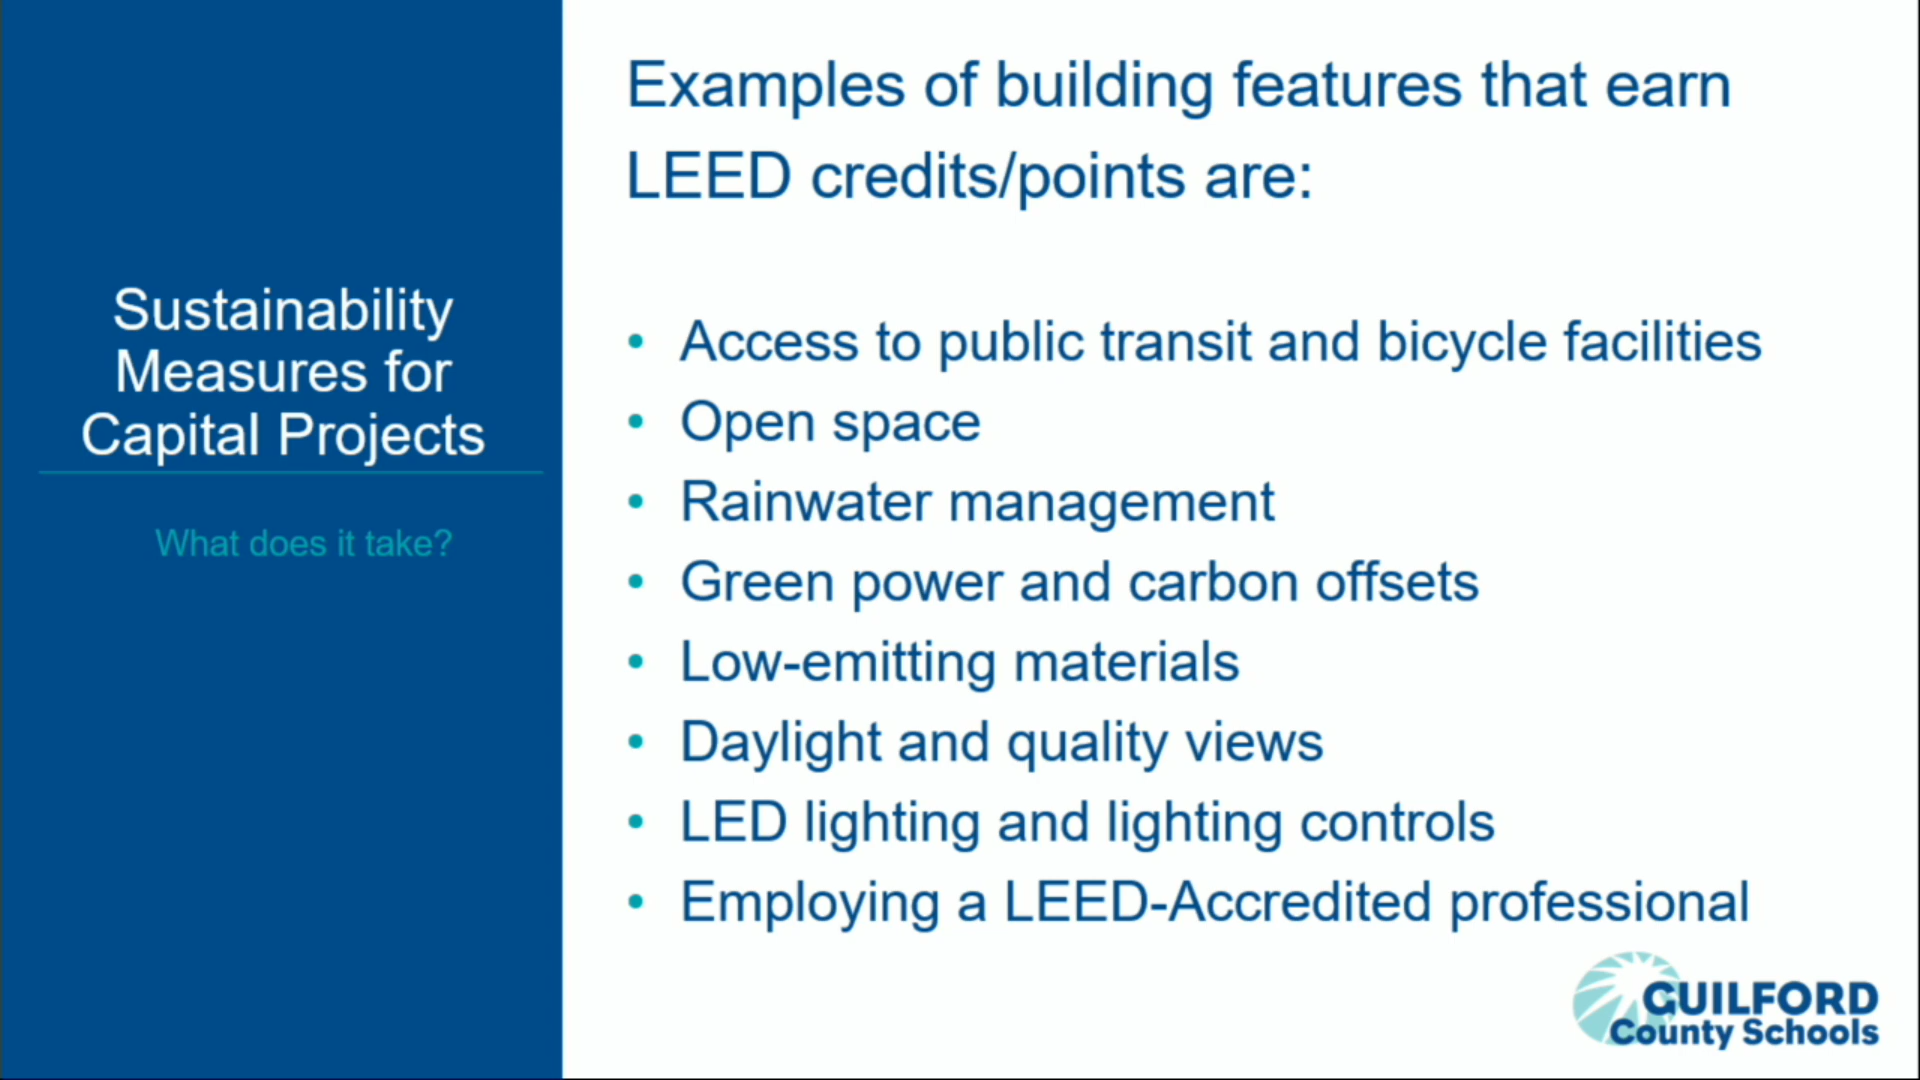 Sustainability
Measures for
Capital Projects
What does it take?
Examples of building features that earn
LEED credits/points are:
• Access to public transit and bicycle facilities
• Open space
• Rainwater management
• Green power and carbon offsets
• Low-emitting materials
• Daylight and quality views
• LED lighting and lighting controls
• Employing a LEED-Accredited professional
GUILFORD
County Schools